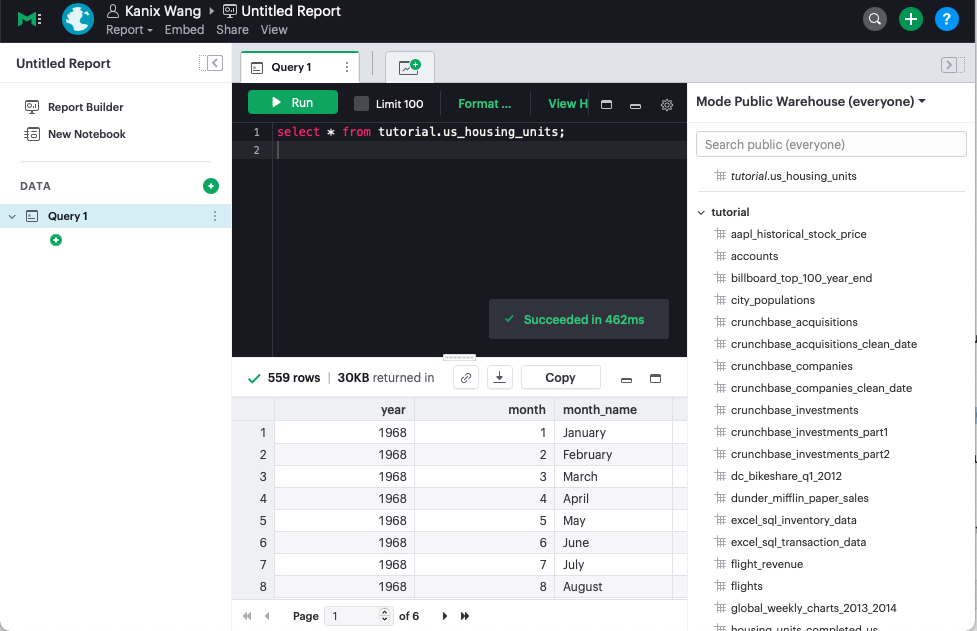 Kanix Wang Untitled Report
Report Embed Share View
?
Untitled Report
Report Builder
New Notebook
DATA
Query 1
Query 1
Run Limit 100 Format ... View H
1 select * from tutorial.us_housing_units;
2
Succeeded in 462ms
559 rows | 30KB returned in Copy
year month month_name
1 1968 1 January
2 1968 2 February
3 1968 3 March
4 1968 4 April
5 1968 5 May
6 1968 6 June
7 1968 7 July
8 1968 8 August
Page 1 of 6
Mode Public Warehouse (everyone)
Search public (everyone)
tutorial.us_housing_units
tutorial
aapl_historical_stock_price
accounts
billboard_top_100_year_end
city_populations
crunchbase_acquisitions
crunchbase_acquisitions_clean_date
crunchbase_companies
crunchbase_companies_clean_date
crunchbase_investments
crunchbase_investments_part1
crunchbase_investments_part2
dc_bikeshare_q1_2012
dunder_mifflin_paper_sales
excel_sql_inventory_data
excel_sql_transaction_data
flight_revenue
flights
global_weekly_charts_2013_2014
housing_units_completed_us